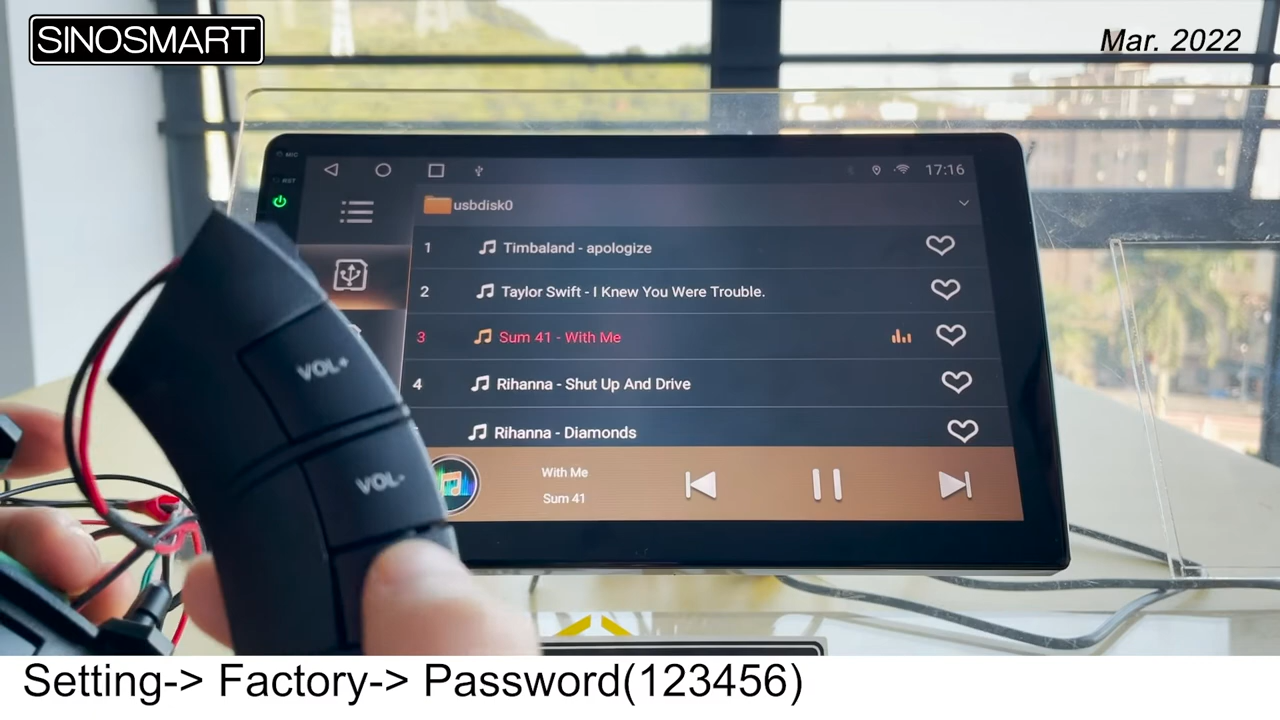 SINOSMART
Mar. 2022
MIC
RST
17:16
usbdisk0
1 Timbaland - apologize
2 Taylor Swift - I Knew You Were Trouble.
3 Sum 41 - With Me
4 Rihanna - Shut Up And Drive
Rihanna - Diamonds
With Me
Sum 41
VOL+
VOL-
Setting-> Factory-> Password(123456)